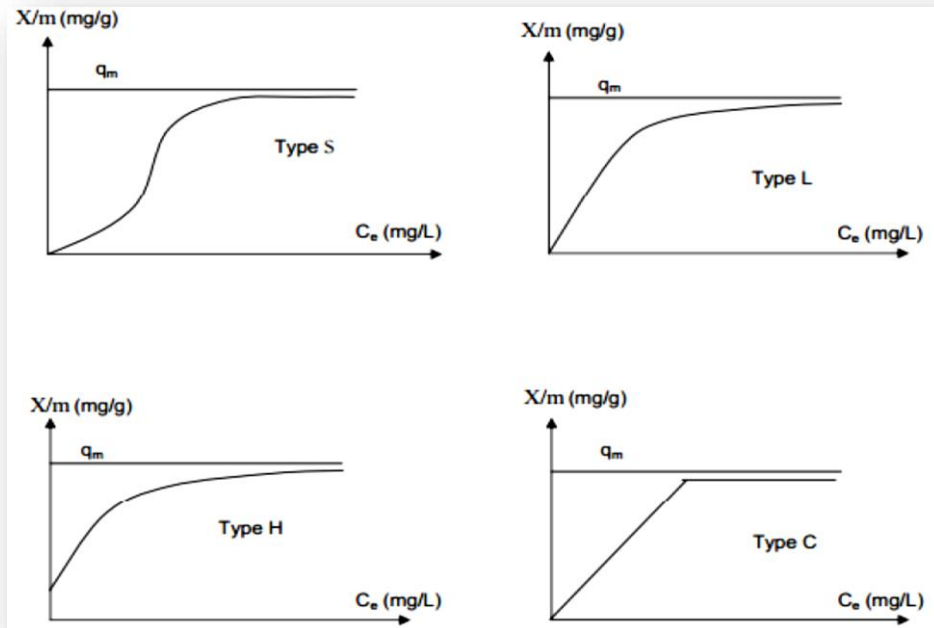 X/m (mg/g)
qm
Type S
Ce (mg/L)
X/m (mg/g)
qm
Type L
Ce (mg/L)
X/m (mg/g)
qm
Type H
Ce (mg/L)
X/m (mg/g)
qm
Type C
Ce (mg/L)